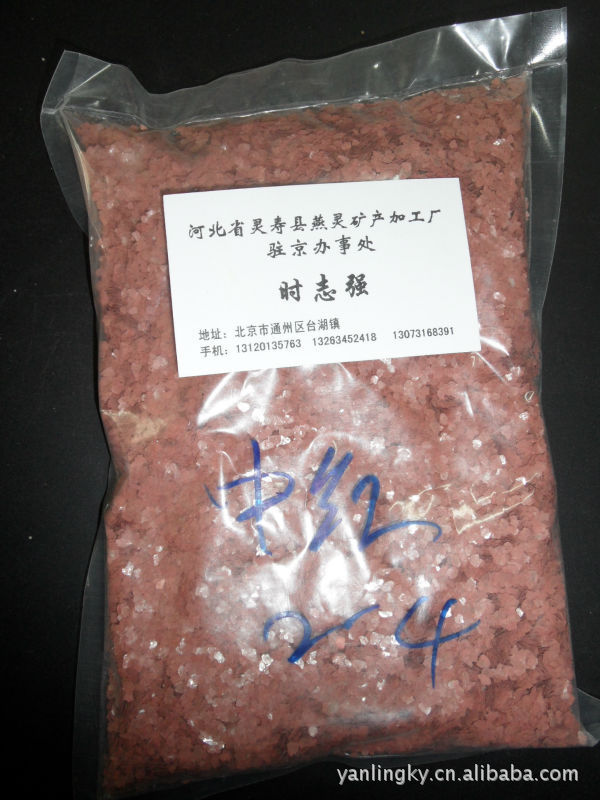 河北省灵寿县燕灵矿产加工厂
驻京办事处
时志强
地址：北京市通州区台湖镇
手机：13120135763 13263452418 13073168391
中红
2-4
yanlingky.cn.alibaba.com